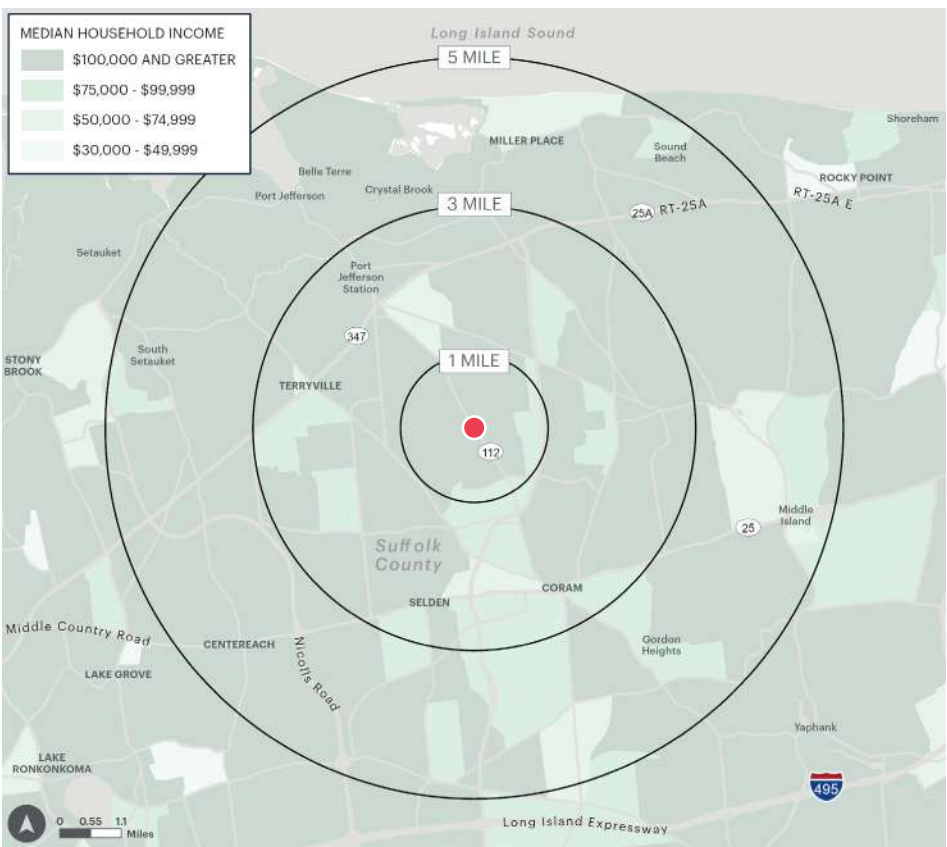 MEDIAN HOUSEHOLD INCOME
$100,000 AND GREATER
$75,000 - $99,999
$50,000 - $74,999
$30,000 - $49,999
Long Island Sound
5 MILE
Shoreham
MILLER PLACE
Sound
Beach
Belle Terre
ROCKY POINT
Port Jefferson
Crystal Brook
RT-25A E
3 MILE
25A
RT-25A
Setauket
Port
Jefferson
Station
347
STONY
BROOK
South
Setauket
1 MILE
TERRYVILLE
112
Middle
Island
25
Suffolk
County
CORAM
SELDEN
Middle Country Road
CENTEREACH
Nicolls Road
Gordon
Heights
LAKE GROVE
Yaphank
LAKE
RONKONKOMA
495
0 0.55 1.1
Miles
Long Island Expressway